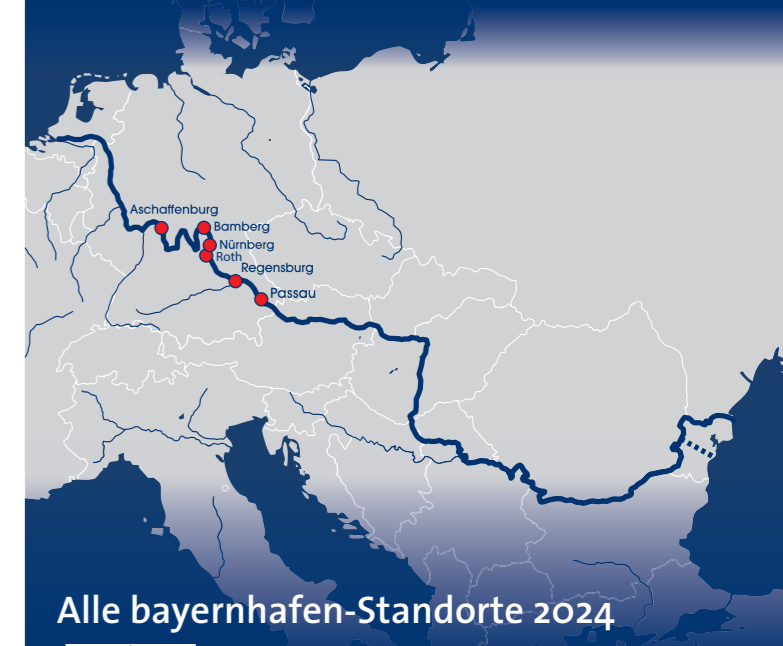 Aschaffenburg
Bamberg
Nürnberg
Roth
Regensburg
Passau
Alle bayernhafen-Standorte 2024